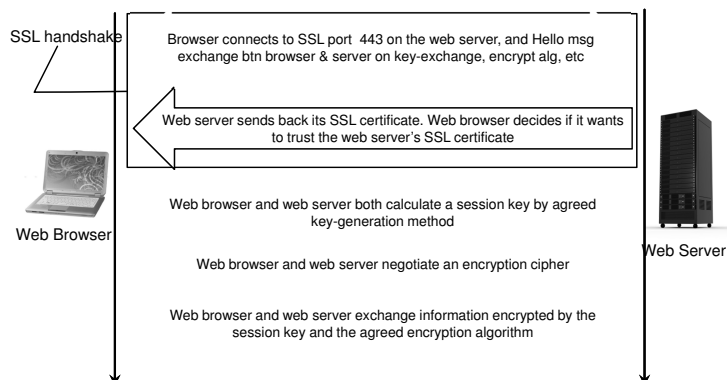 SSL handshake
Browser connects to SSL port 443 on the web server, and Hello msg
exchange btn browser & server on key-exchange, encrypt alg, etc
Web server sends back its SSL certificate. Web browser decides if it wants
to trust the web server's SSL certificate
Web browser and web server both calculate a session key by agreed
key-generation method
Web Browser
Web Server
Web browser and web server negotiate an encryption cipher
Web browser and web server exchange information encrypted by the
session key and the agreed encryption algorithm